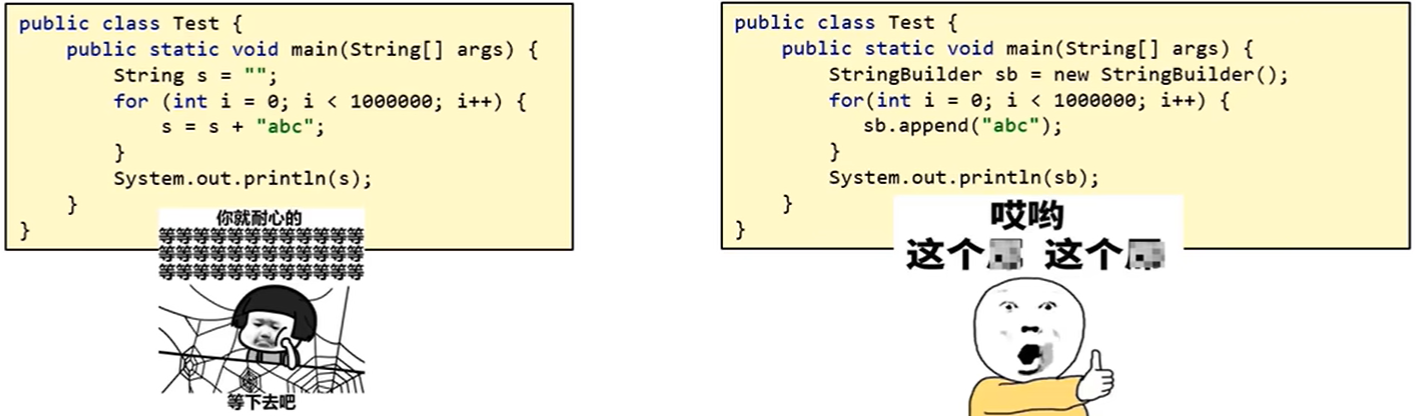 public class Test {
    public static void main(String[] args) {
        String s = "";
        for (int i = 0; i < 1000000; i++) {
            s = s + "abc";
        }
        System.out.println(s);
    }
}
你就耐心的
等等等等等等等等等等等等
等等等等等等等等等等等等
等等等等等等等等等等等等
等下去吧
public class Test {
    public static void main(String[] args) {
        StringBuilder sb = new StringBuilder();
        for(int i = 0; i < 1000000; i++) {
           sb.append("abc");
        }
        System.out.println(sb);
    }
}
哎哟
这个 这个